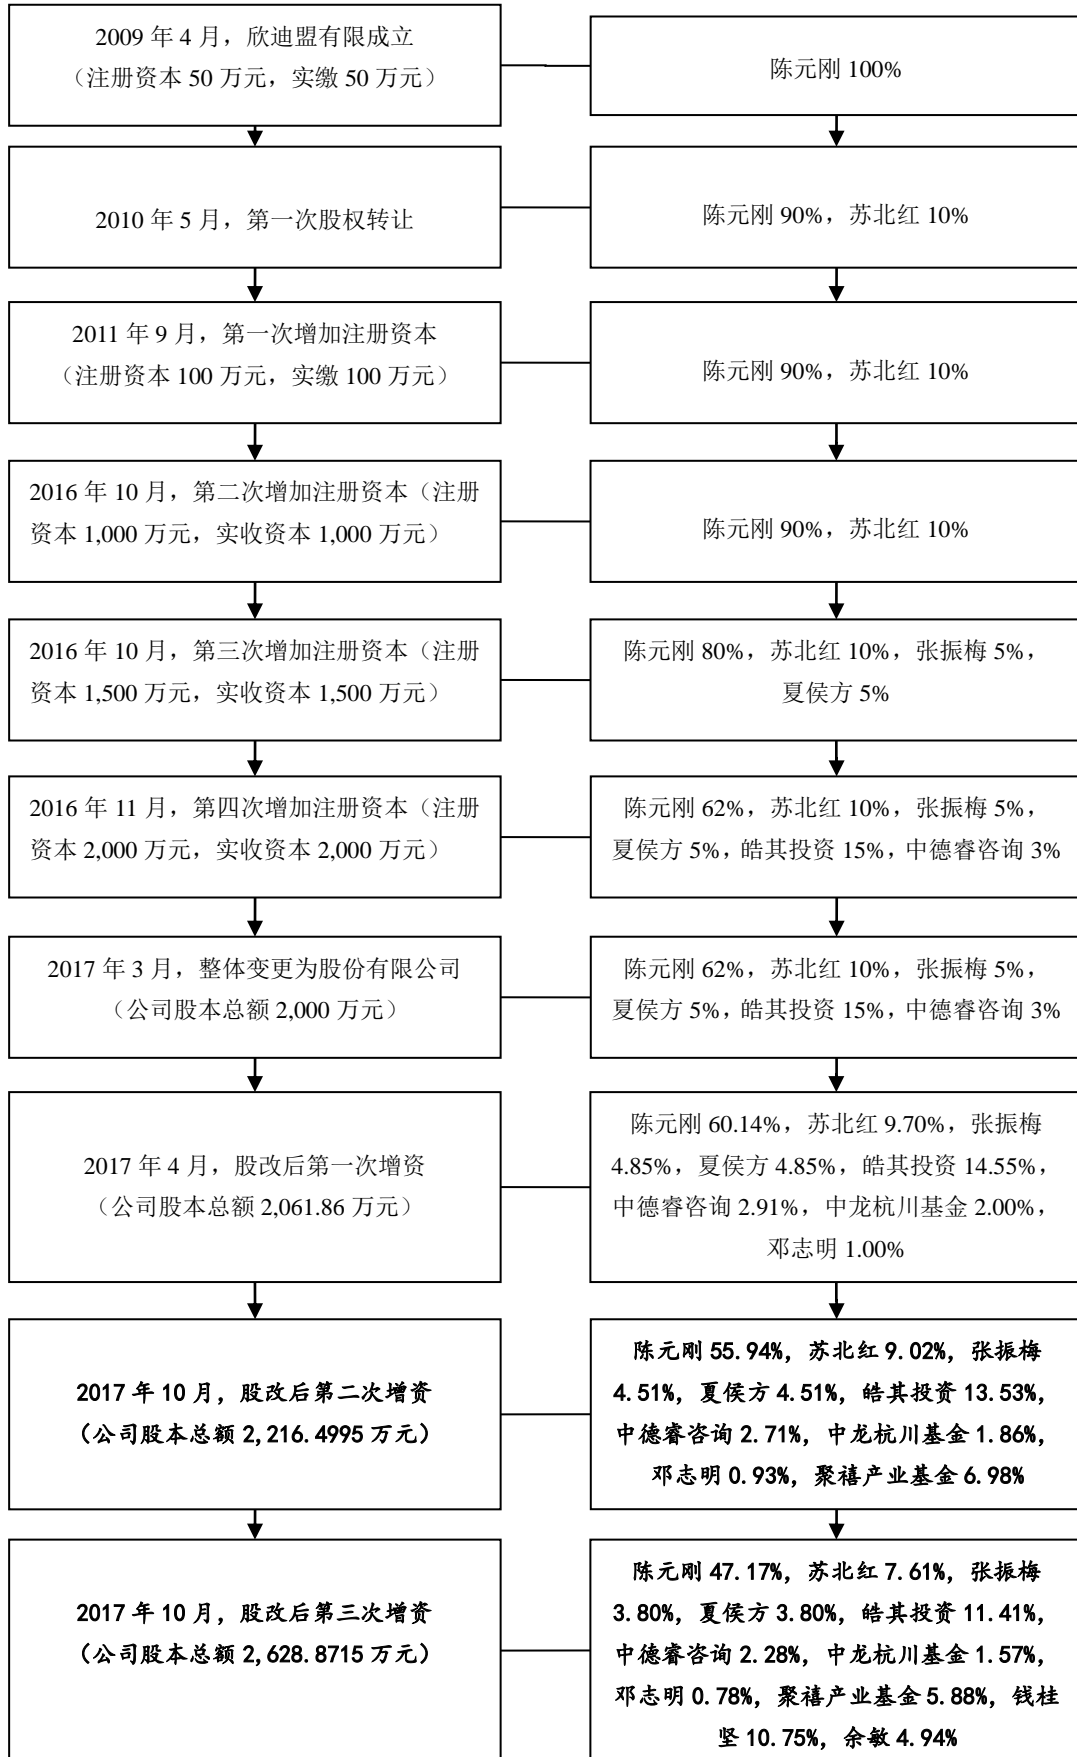 2009 年 4 月，欣迪盟有限成立
（注册资本 50 万元，实缴 50 万元）
陈元刚 100%
2010 年 5 月，第一次股权转让
陈元刚 90%，苏北红 10%
2011 年 9 月，第一次增加注册资本
（注册资本 100 万元，实缴 100 万元）
陈元刚 90%，苏北红 10%
2016 年 10 月，第二次增加注册资本（注册
资本 1,000 万元，实收资本 1,000 万元）
陈元刚 90%，苏北红 10%
2016 年 10 月，第三次增加注册资本（注册
资本 1,500 万元，实收资本 1,500 万元）
陈元刚 80%，苏北红 10%，张振梅 5%，
夏侯方 5%
2016 年 11 月，第四次增加注册资本（注册
资本 2,000 万元，实收资本 2,000 万元）
陈元刚 62%，苏北红 10%，张振梅 5%，
夏侯方 5%，皓其投资 15%，中德睿咨询 3%
2017 年 3 月，整体变更为股份有限公司
（公司股本总额 2,000 万元）
陈元刚 62%，苏北红 10%，张振梅 5%，
夏侯方 5%，皓其投资 15%，中德睿咨询 3%
2017 年 4 月，股改后第一次增资
（公司股本总额 2,061.86 万元）
陈元刚 60.14%，苏北红 9.70%，张振梅
4.85%，夏侯方 4.85%，皓其投资 14.55%，
中德睿咨询 2.91%，中龙杭川基金 2.00%，
邓志明 1.00%
2017 年 10 月，股改后第二次增资
（公司股本总额 2,216.4995 万元）
陈元刚 55.94%，苏北红 9.02%，张振梅
4.51%，夏侯方 4.51%，皓其投资 13.53%，
中德睿咨询 2.71%，中龙杭川基金 1.86%，
邓志明 0.93%，聚禧产业基金 6.98%
2017 年 10 月，股改后第三次增资
（公司股本总额 2,628.8715 万元）
陈元刚 47.17%，苏北红 7.61%，张振梅
3.80%，夏侯方 3.80%，皓其投资 11.41%，
中德睿咨询 2.28%，中龙杭川基金 1.57%，
邓志明 0.78%，聚禧产业基金 5.88%，钱桂
坚 10.75%，余敏 4.94%